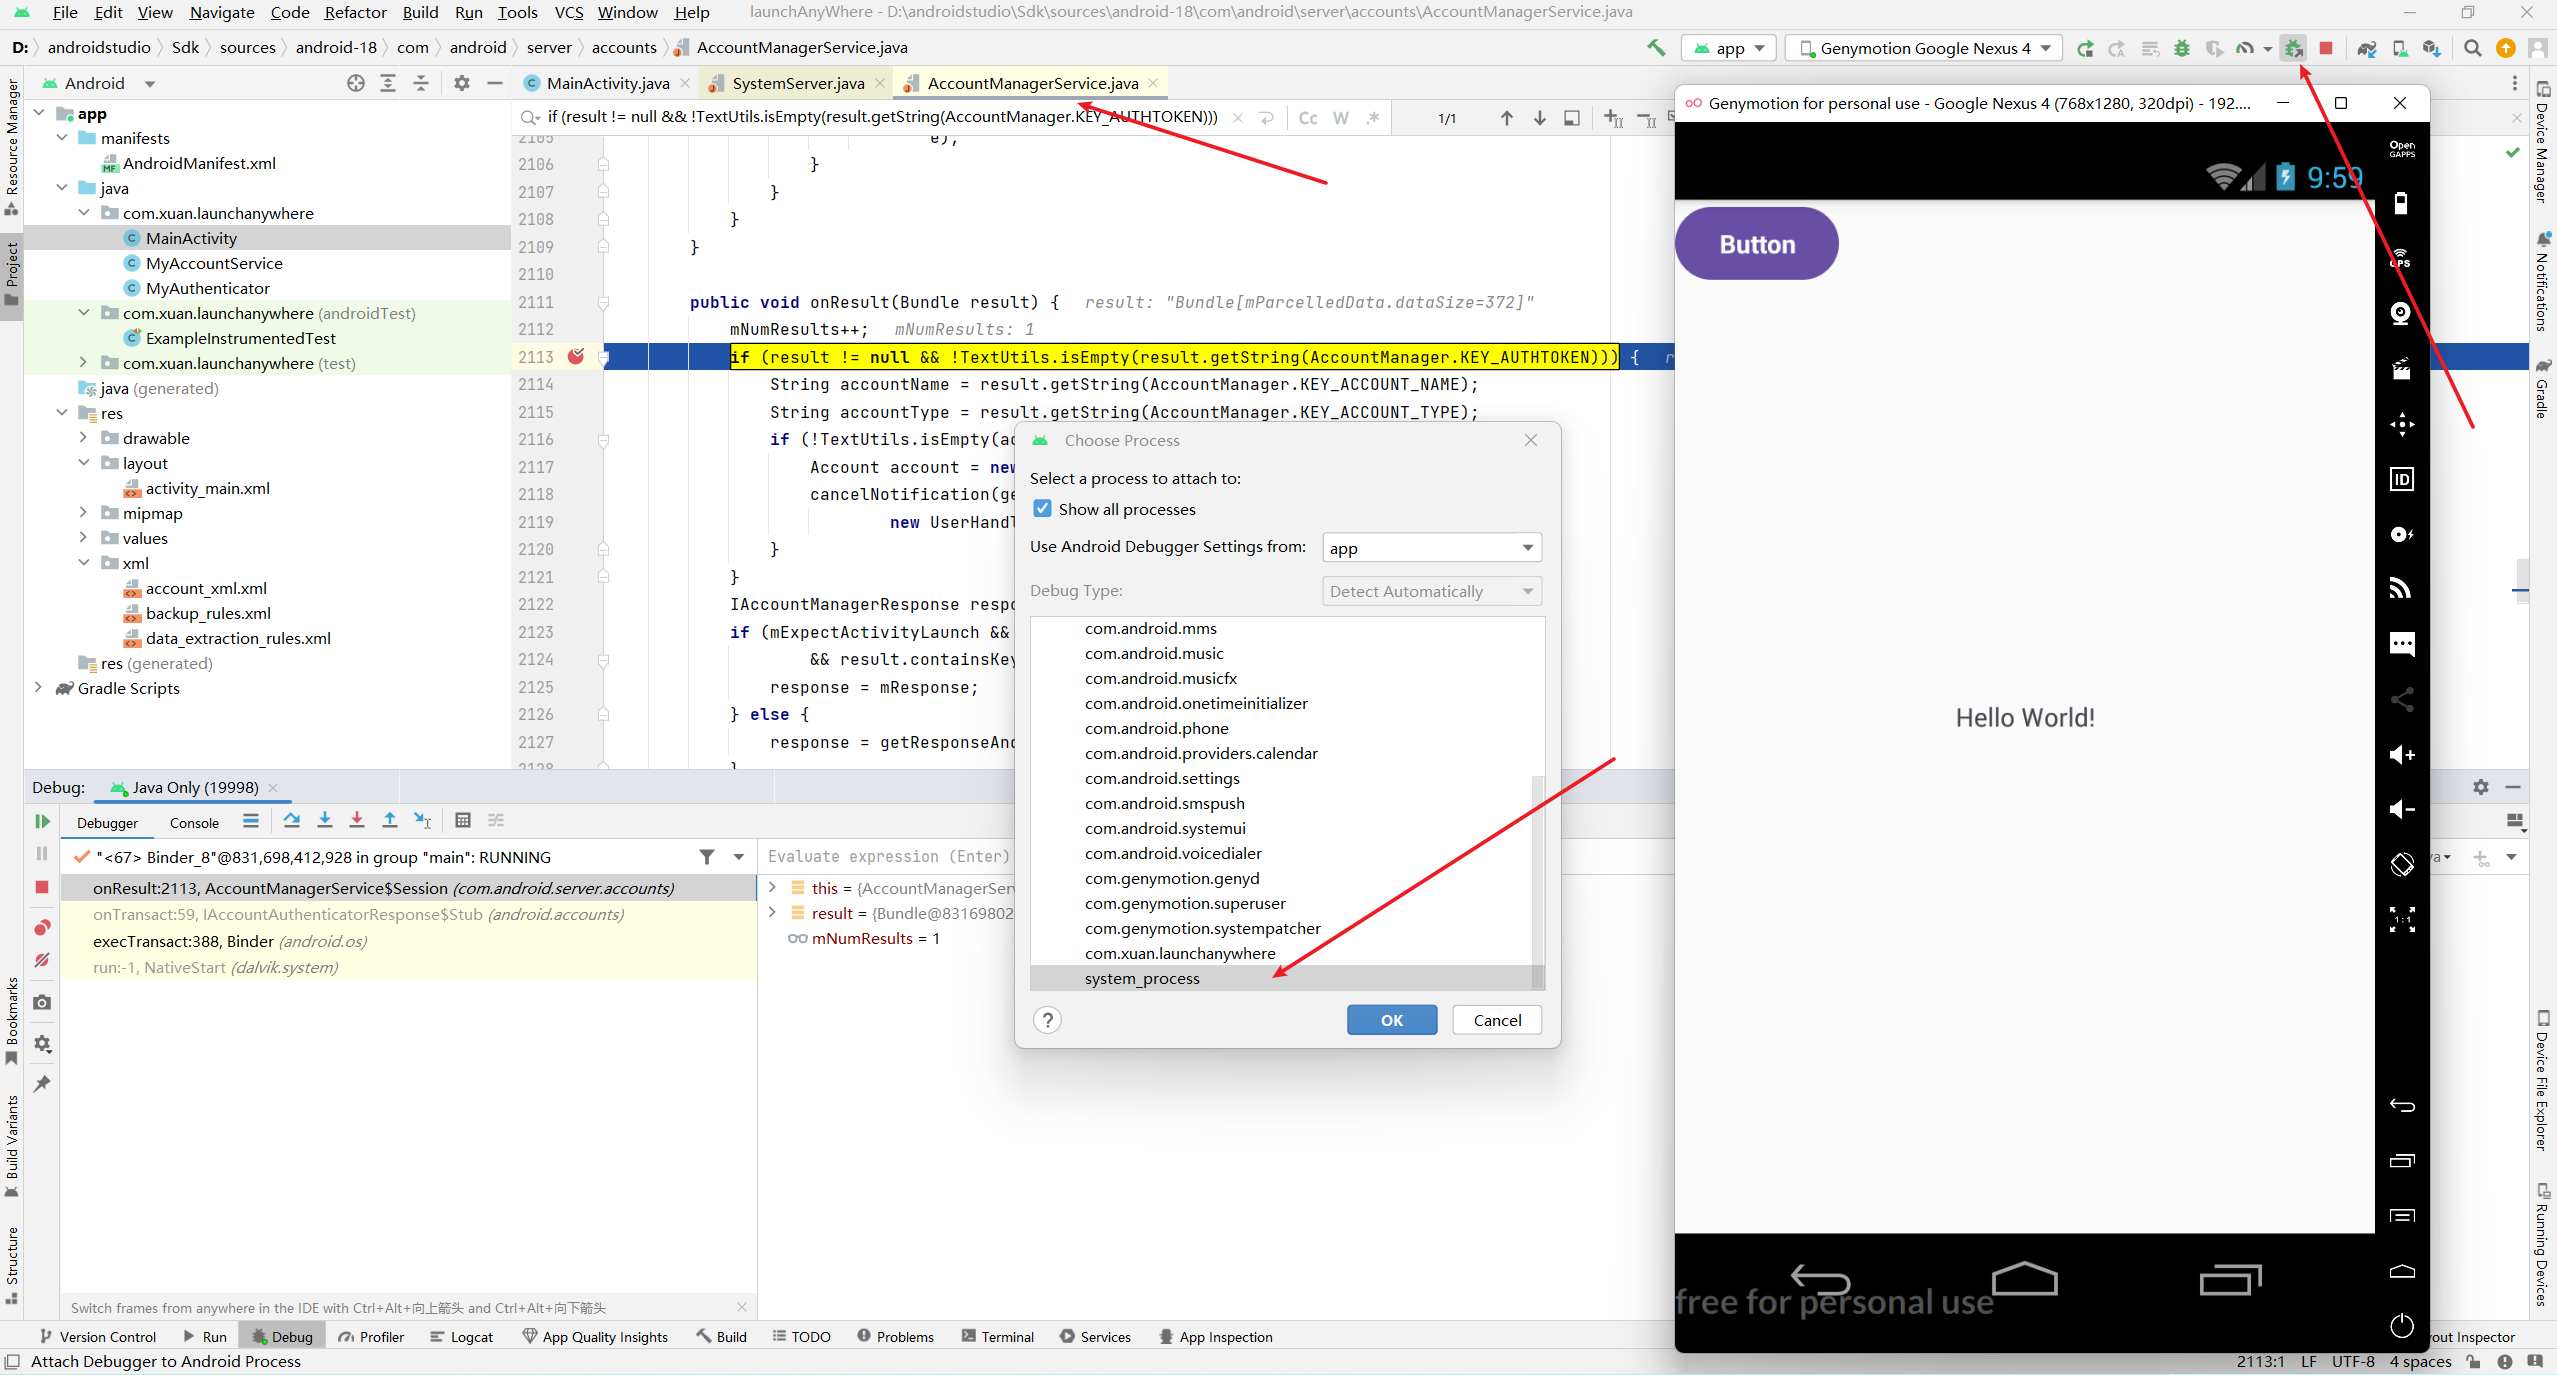 File Edit View Navigate Code Refactor Build Run Tools VCS Window Help launchAnyWhere - D:\androidstudio\Sdk\sources\android-18\com\android\server\accounts\AccountManagerService.java
D: androidstudio Sdk sources android-18 com android server accounts AccountManagerService.java app Genymotion Google Nexus 4
Android MainActivity.java SystemServer.java AccountManagerService.java
if (result != null && !TextUtils.isEmpty(result.getString(AccountManager.KEY_AUTHTOKEN))) Cc W .* 1/1
Resource Manager
Project
Bookmarks
Build Variants
Structure
app
manifests
AndroidManifest.xml
java
com.xuan.launchanywhere
MainActivity
MyAccountService
MyAuthenticator
com.xuan.launchanywhere (androidTest)
ExampleInstrumentedTest
com.xuan.launchanywhere (test)
java (generated)
res
drawable
layout
activity_main.xml
mipmap
values
xml
account_xml.xml
backup_rules.xml
data_extraction_rules.xml
res (generated)
Gradle Scripts
2105 e);
2106 }
2107 }
2108 }
2109 }
2110
2111 public void onResult(Bundle result) { result: "Bundle[mParcelledData.dataSize=372]"
2112 mNumResults++; mNumResults: 1
2113 if (result != null && !TextUtils.isEmpty(result.getString(AccountManager.KEY_AUTHTOKEN))) { r
2114 String accountName = result.getString(AccountManager.KEY_ACCOUNT_NAME);
2115 String accountType = result.getString(AccountManager.KEY_ACCOUNT_TYPE);
2116 if (!TextUtils.isEmpty(ac
2117 Account account = new
2118 cancelNotification(ge
2119 new UserHandl
2120 }
2121 }
2122 IAccountManagerResponse respo
2123 if (mExpectActivityLaunch &&
2124 && result.containsKey
2125 response = mResponse;
2126 } else {
2127 response = getResponseAnd
2128 }
Choose Process
Select a process to attach to:
Show all processes
Use Android Debugger Settings from: app
Debug Type: Detect Automatically
com.android.mms
com.android.music
com.android.musicfx
com.android.onetimeinitializer
com.android.phone
com.android.providers.calendar
com.android.settings
com.android.smspush
com.android.systemui
com.android.voicedialer
com.genymotion.genyd
com.genymotion.superuser
com.genymotion.systempatcher
com.xuan.launchanywhere
system_process
? OK Cancel
Genymotion for personal use - Google Nexus 4 (768x1280, 320dpi) - 192....
Open GAPPS
9:59
Button
GPS
ID
Hello World!
1:1
free for personal use
Device Manager
Notifications
Gradle
Device File Explorer
Running Devices
Debug: Java Only (19998)
Debugger Console
"<67> Binder_8"@831,698,412,928 in group "main": RUNNING
onResult:2113, AccountManagerService$Session (com.android.server.accounts)
onTransact:59, IAccountAuthenticatorResponse$Stub (android.accounts)
execTransact:388, Binder (android.os)
run:-1, NativeStart (dalvik.system)
Evaluate expression (Enter)
this = {AccountManagerSer
result = {Bundle@83169802
mNumResults = 1
Switch frames from anywhere in the IDE with Ctrl+Alt+向上箭头 and Ctrl+Alt+向下箭头
Version Control Run Debug Profiler Logcat App Quality Insights Build TODO Problems Terminal Services App Inspection out Inspector
Attach Debugger to Android Process 2113:1 LF UTF-8 4 spaces